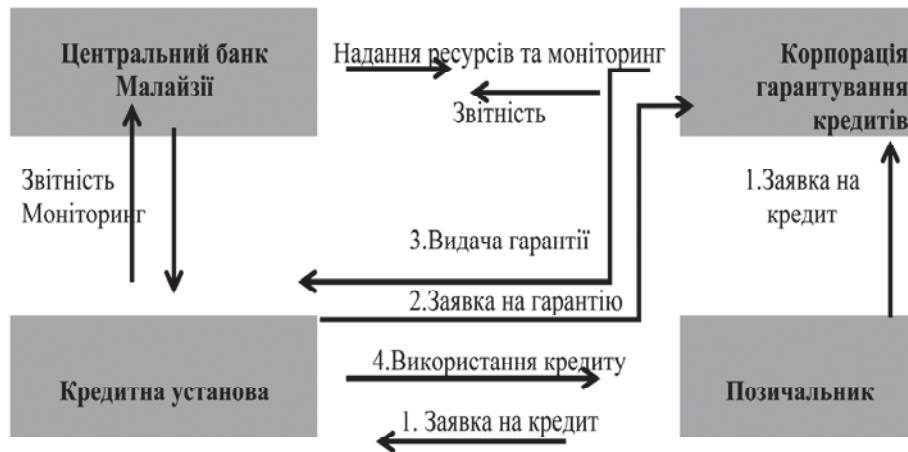 Центральний банк
Малайзії
Надання ресурсів та моніторинг
Звітність
Корпорація
гарантування
кредитів
Звітність
Моніторинг
1.Заявка на
кредит
3.Видача гарантії
2.Заявка на гарантію
Кредитна установа
4.Використання кредиту
1. Заявка на кредит
Позичальник